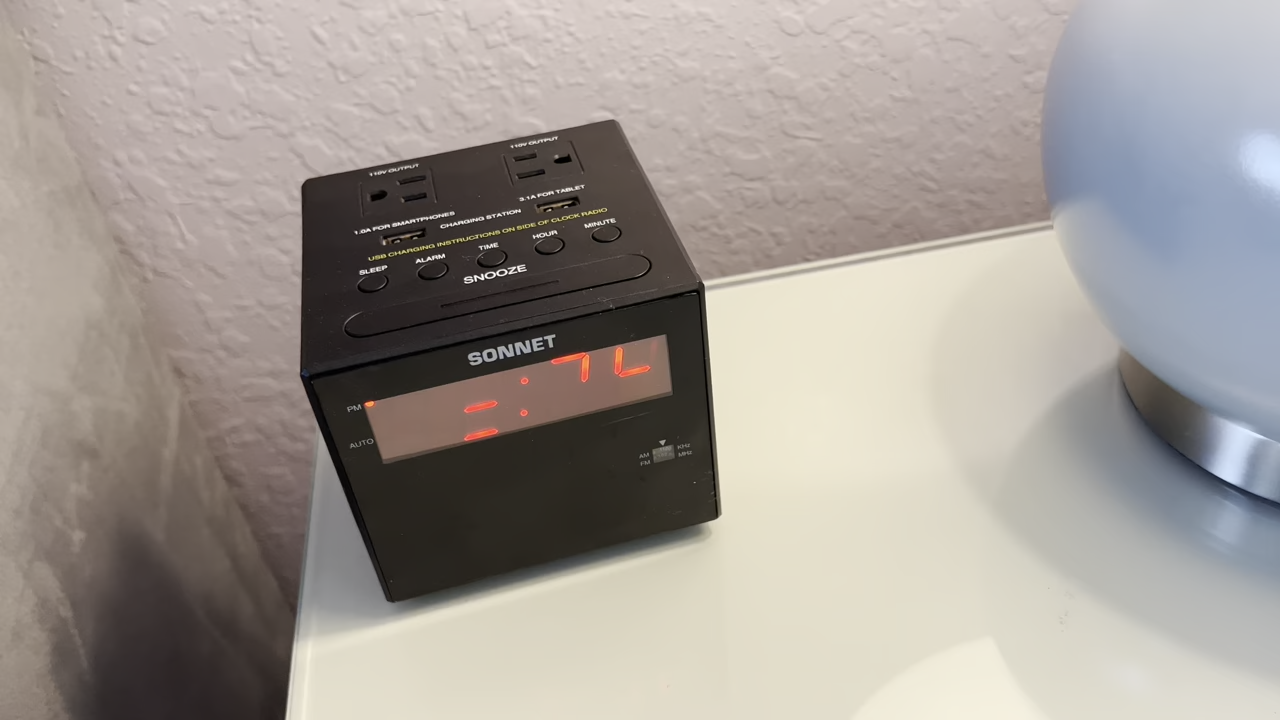 110V OUTPUT
110V OUTPUT
1.0A FOR SMARTPHONES
CHARGING STATION
3.1A FOR TABLET
USB CHARGING INSTRUCTIONS ON SIDE OF CLOCK RADIO
SLEEP ALARM TIME HOUR MINUTE
SNOOZE
SONNET
PM
AUTO
AM KHz
FM MHz